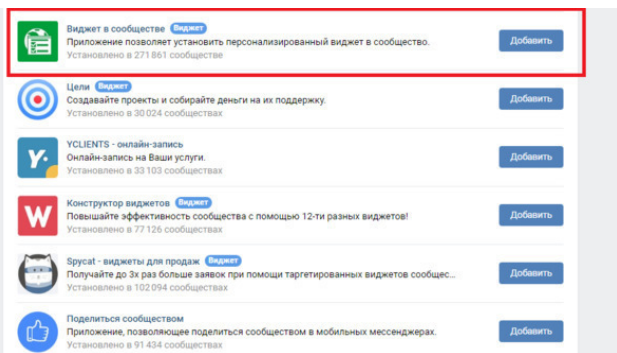 Виджет в сообществе Виджет
Приложение позволяет установить персонализированный виджет в сообщество.
Установлено в 271 861 сообществе
Добавить
Цели Виджет
Создавайте проекты и собирайте деньги на их поддержку.
Установлено в 30 024 сообществах
Добавить
Y.
YCLIENTS - онлайн-запись
Онлайн-запись на Ваши услуги.
Установлено в 33 103 сообществах
Добавить
W
Конструктор виджетов Виджет
Повышайте эффективность сообщества с помощью 12-ти разных виджетов!
Установлено в 77 126 сообществах
Добавить
Spycat - виджеты для продаж Виджет
Получайте до 3х раз больше заявок при помощи таргетированных виджетов сообщес...
Установлено в 102 094 сообществах
Добавить
Поделиться сообществом
Приложение, позволяющее поделиться сообществом в мобильных мессенджерах.
Установлено в 91 434 сообществах
Добавить